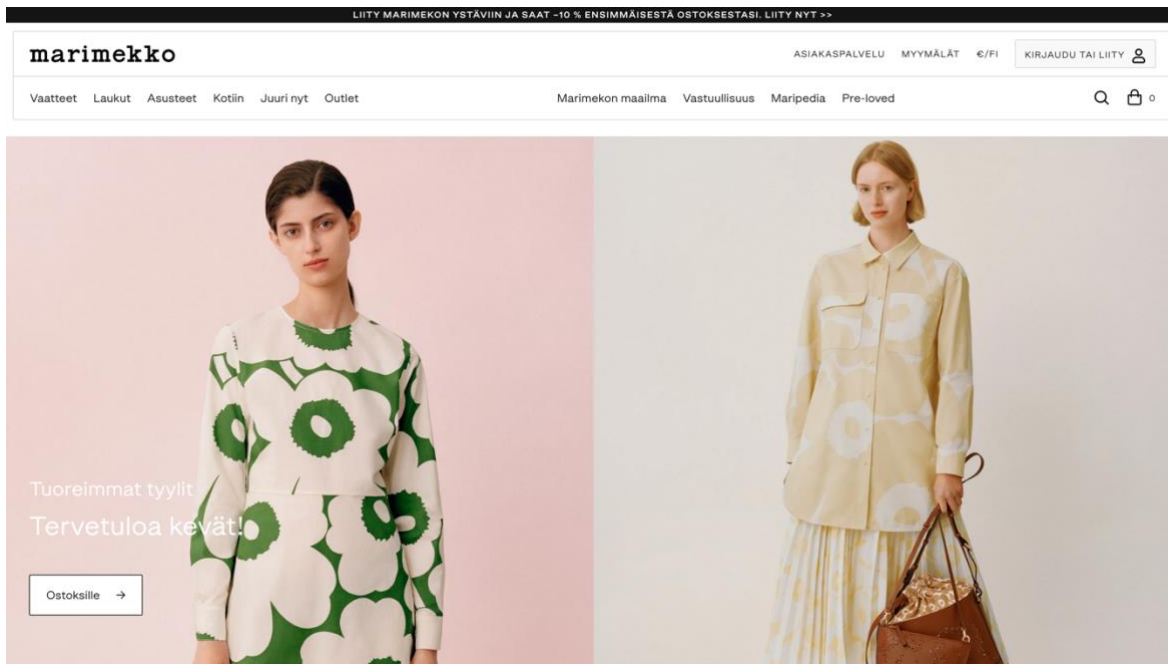 LIITY MARIMEKON YSTÄVIIN JA SAAT –10 % ENSIMMÄISESTÄ OSTOKSESTASI. LIITY NYT >>
marimekko
ASIAKASPALVELU MYYMÄLÄT €/FI KIRJAUDU TAI LIITY
Vaatteet Laukut Asusteet Kotiin Juuri nyt Outlet Marimekon maailma Vastuullisuus Maripedia Pre-loved 0
Tuoreimmat tyylit
Tervetuloa kevät!
Ostoksille →